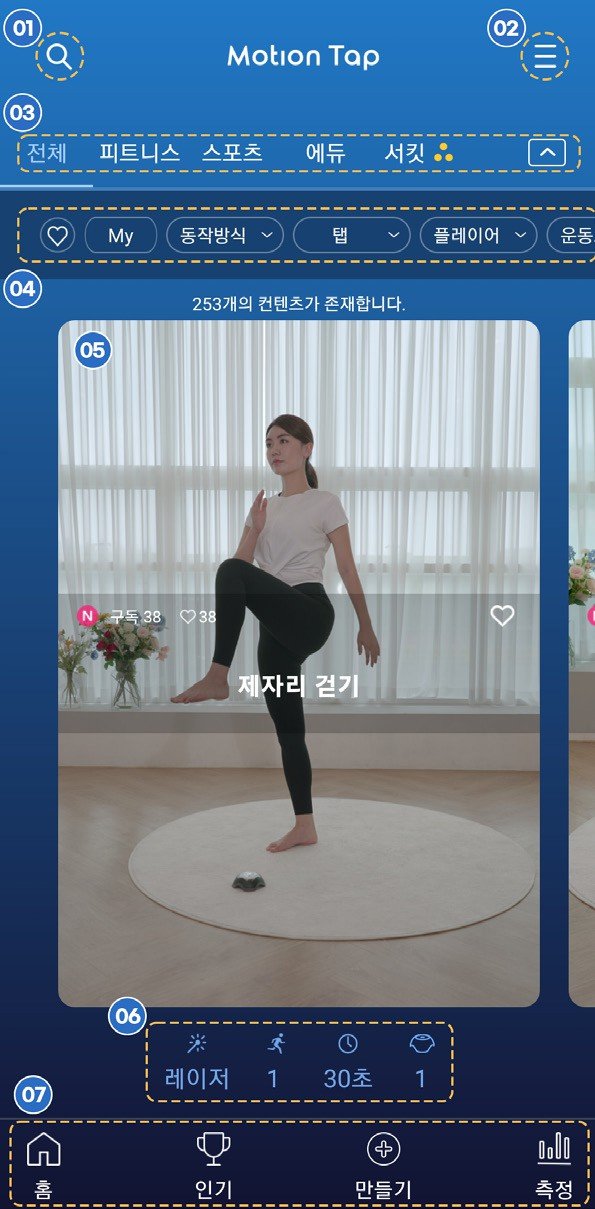 01
02
Motion Tap
03
전체 피트니스 스포츠 에듀 서킷
My 동작방식 탭 플레이어 운동
04
253개의 컨텐츠가 존재합니다.
05
N 구독 38 38
제자리 걷기
06
레이저 1 30초 1
07
홈 인기 만들기 측정